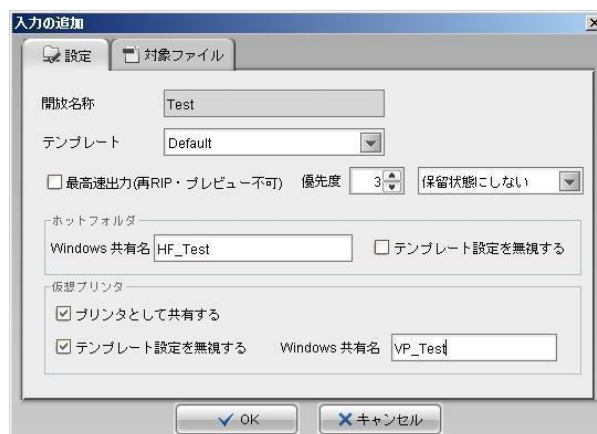 入力の追加
設定 対象ファイル
開放名称 Test
テンプレート Default
最高速出力(再RIP・プレビュー不可) 優先度 3 保留状態にしない
ホットフォルダ
Windows 共有名 HF_Test テンプレート設定を無視する
仮想プリンタ
プリンタとして共有する
テンプレート設定を無視する Windows 共有名 VP_Test
OK キャンセル